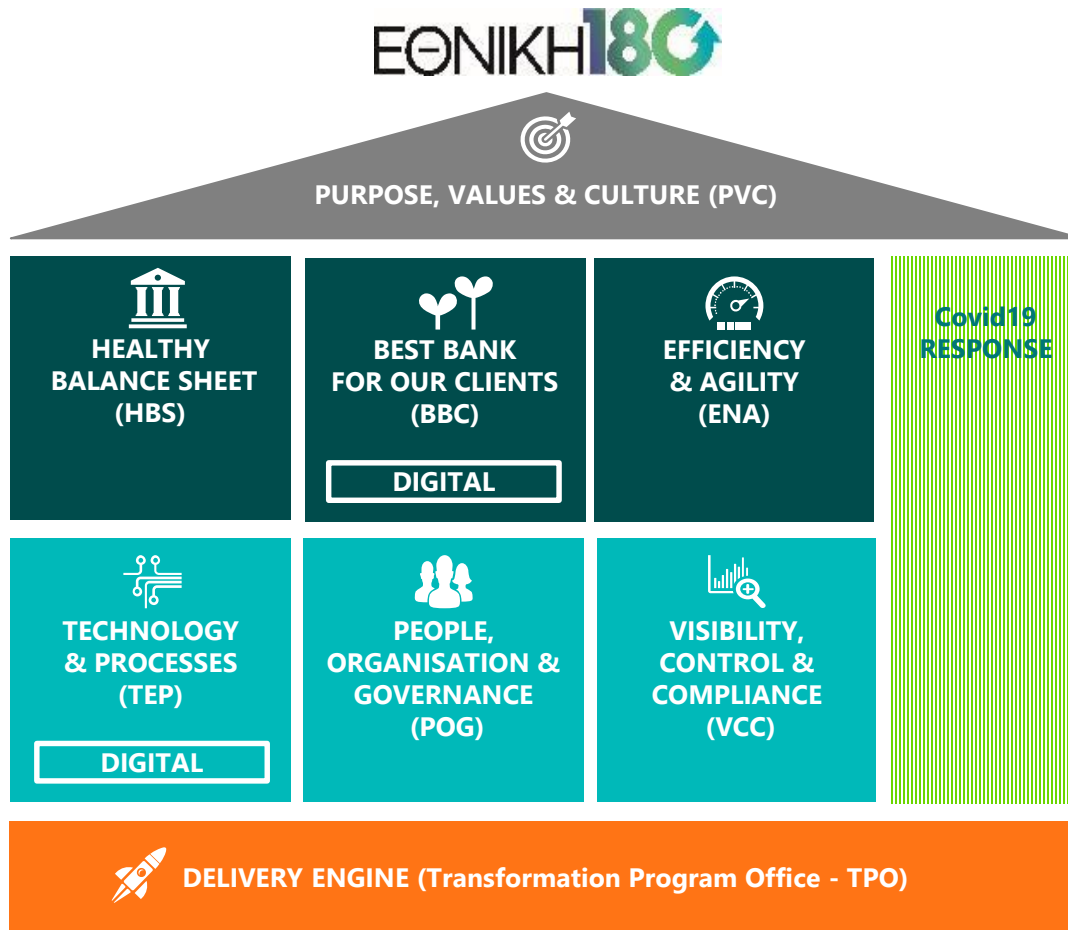 ΕΘΝΙΚΗ 180
PURPOSE, VALUES & CULTURE (PVC)
HEALTHY
BALANCE SHEET
(HBS)
BEST BANK
FOR OUR CLIENTS
(BBC)
DIGITAL
EFFICIENCY
& AGILITY
(ENA)
Covid19
RESPONSE
TECHNOLOGY
& PROCESSES
(TEP)
DIGITAL
PEOPLE,
ORGANISATION &
GOVERNANCE
(POG)
VISIBILITY,
CONTROL &
COMPLIANCE
(VCC)
DELIVERY ENGINE (Transformation Program Office - TPO)